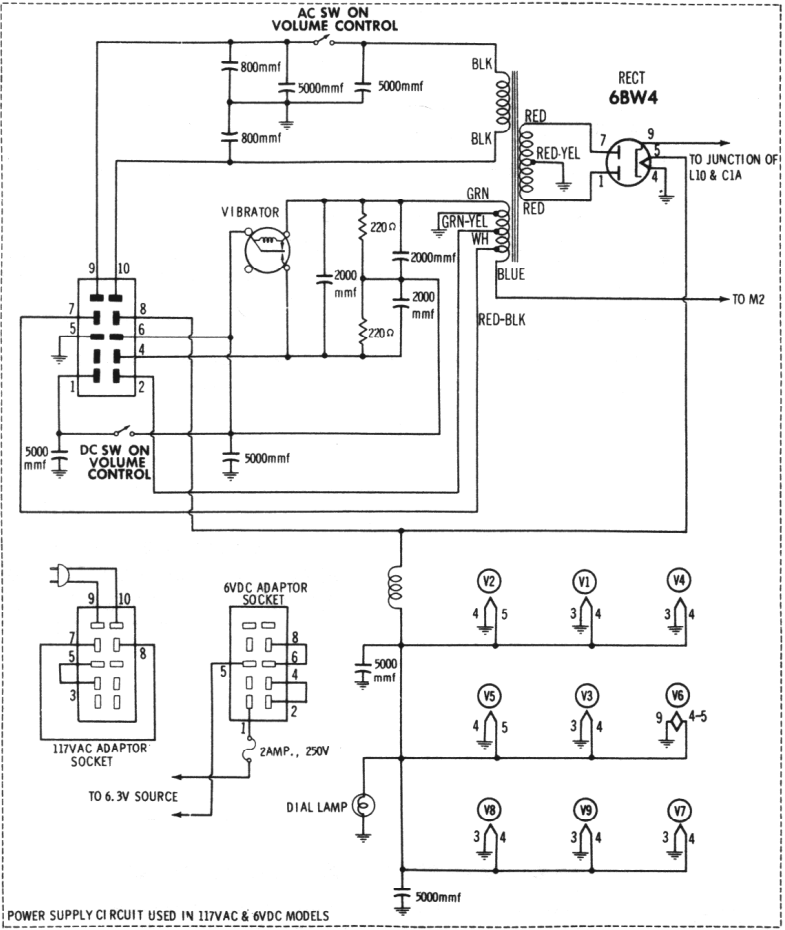 AC SW ON
VOLUME CONTROL
800mmf
5000mmf
5000mmf
800mmf
BLK
BLK
RECT
6BW4
RED
RED-YEL
RED
7
1
9
5
4
TO JUNCTION OF
L10 & C1A
VIBRATOR
GRN
GRN-YEL
WH
BLUE
RED-BLK
TO M2
220Ω
2000mmf
2000
mmf
2000
mmf
220Ω
9 10
7 8
5 6
4
1 2
5000
mmf
DC SW ON
VOLUME
CONTROL
5000mmf
9 10
7 8
5
3
117VAC ADAPTOR
SOCKET
6VDC ADAPTOR
SOCKET
8
5 6
4
2
1
2AMP., 250V
TO 6.3V SOURCE
5000
mmf
DIAL LAMP
V2
4 5
V1
3 4
V4
3 4
V5
4 5
V3
3 4
V6
9 4-5
V8
3 4
V9
3 4
V7
3 4
5000mmf
POWER SUPPLY CIRCUIT USED IN 117VAC & 6VDC MODELS